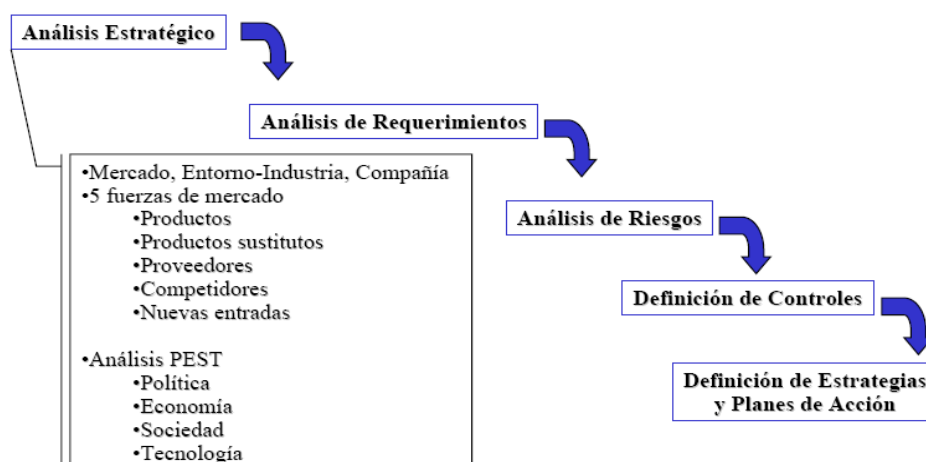 Análisis Estratégico
Análisis de Requerimientos
•Mercado, Entorno-Industria, Compañía
•5 fuerzas de mercado
•Productos
•Productos sustitutos
•Proveedores
•Competidores
•Nuevas entradas
•Análisis PEST
•Política
•Economía
•Sociedad
•Tecnología
Análisis de Riesgos
Definición de Controles
Definición de Estrategias
y Planes de Acción